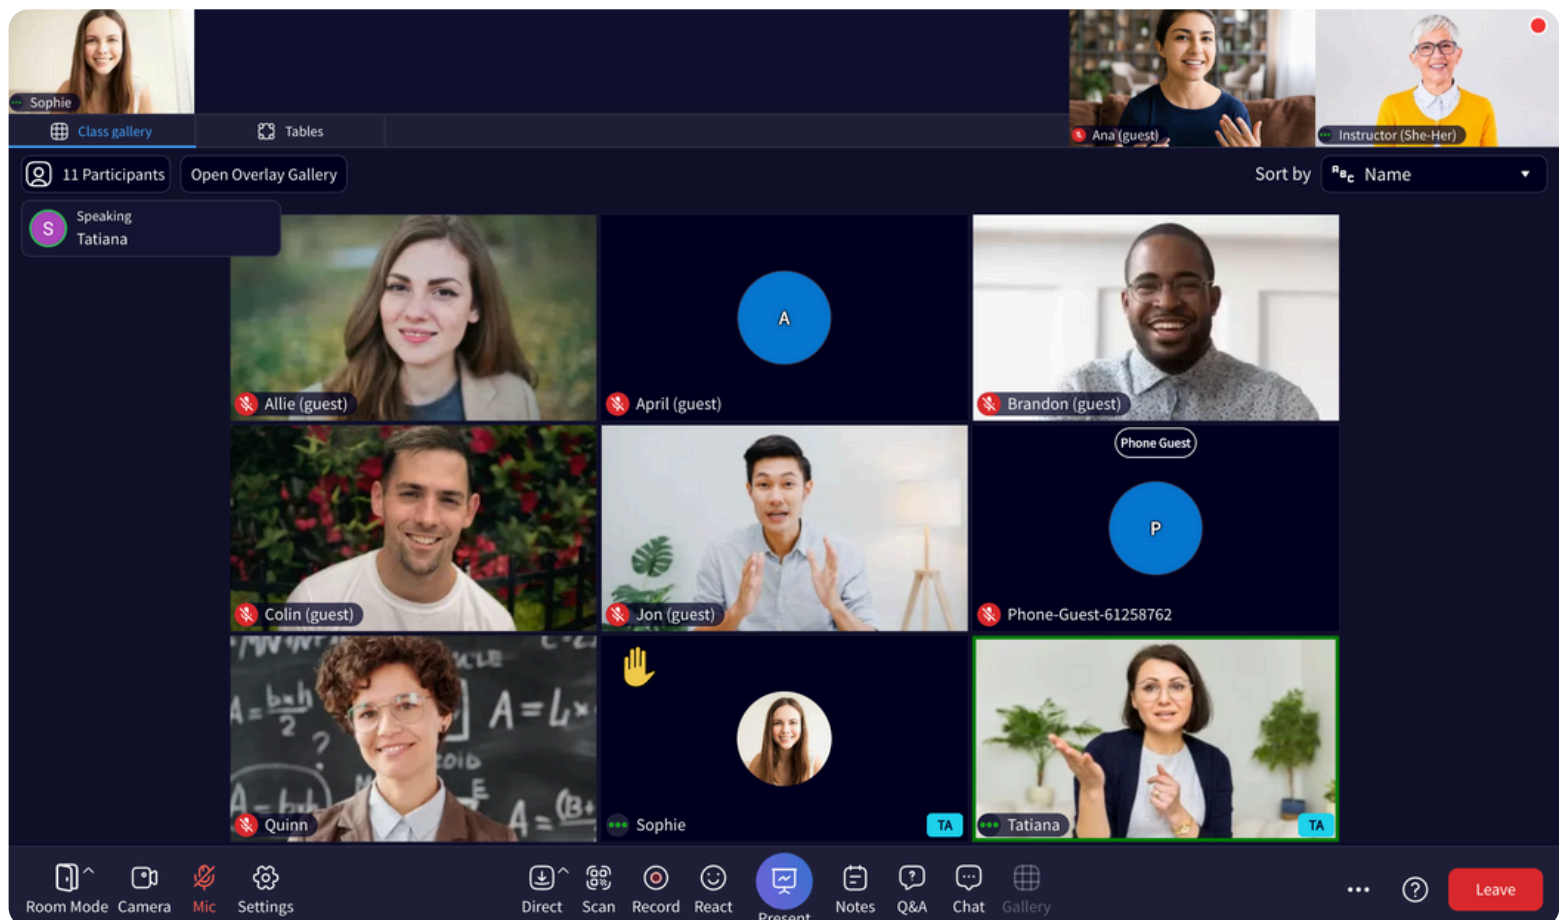 Sophie
Ana (guest)
Instructor (She-Her)
Class gallery
Tables
11 Participants
Open Overlay Gallery
Sort by
ABC Name
S
Speaking
Tatiana
Allie (guest)
A
April (guest)
Brandon (guest)
Colin (guest)
Jon (guest)
Phone Guest
P
Phone-Guest-61258762
?
Quinn
Sophie
TA
Tatiana
TA
Room Mode
Camera
Mic
Settings
Direct
Scan
Record
React
Present
Notes
Q&A
Chat
Gallery
Leave